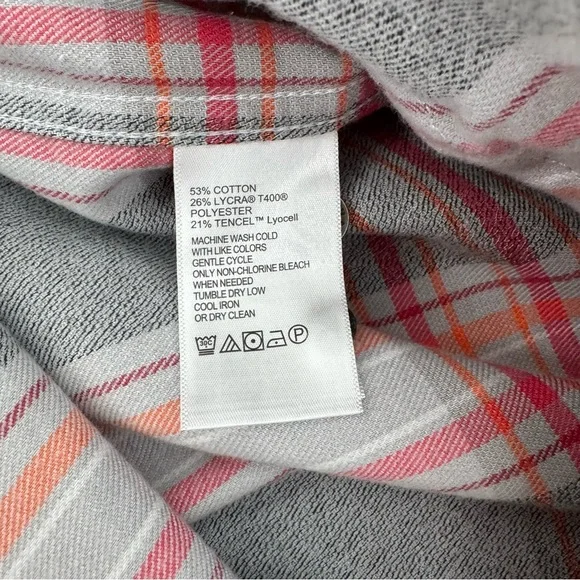 53% COTTON
26% LYCRA® T400®
POLYESTER
21% TENCEL™ Lyocell
MACHINE WASH COLD
WITH LIKE COLORS
GENTLE CYCLE
ONLY NON-CHLORINE BLEACH
WHEN NEEDED
TUMBLE DRY LOW
COOL IRON
OR DRY CLEAN
30°C P